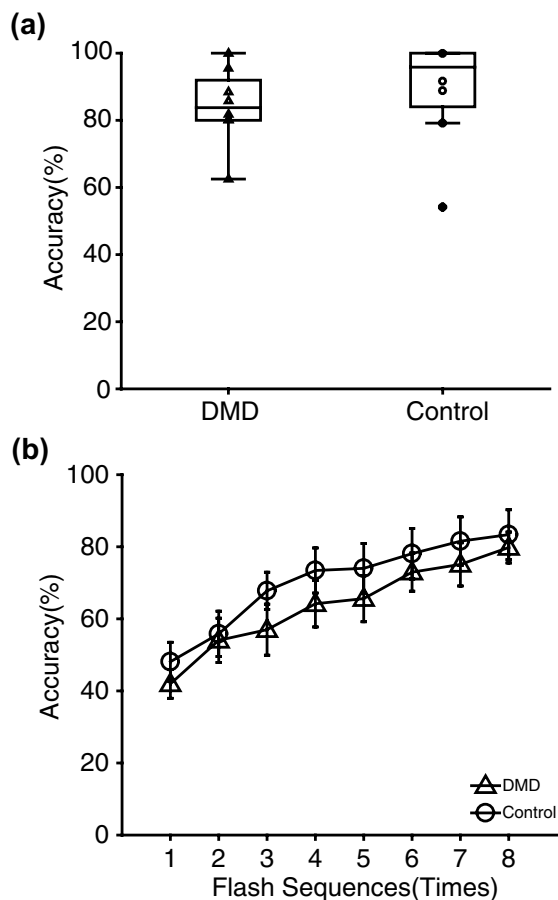 (a)
100
80
60
40
20
0
Accuracy(%)
DMD Control
(b)
100
80
60
40
20
0
Accuracy(%)
DMD
Control
1 2 3 4 5 6 7 8
Flash Sequences(Times)